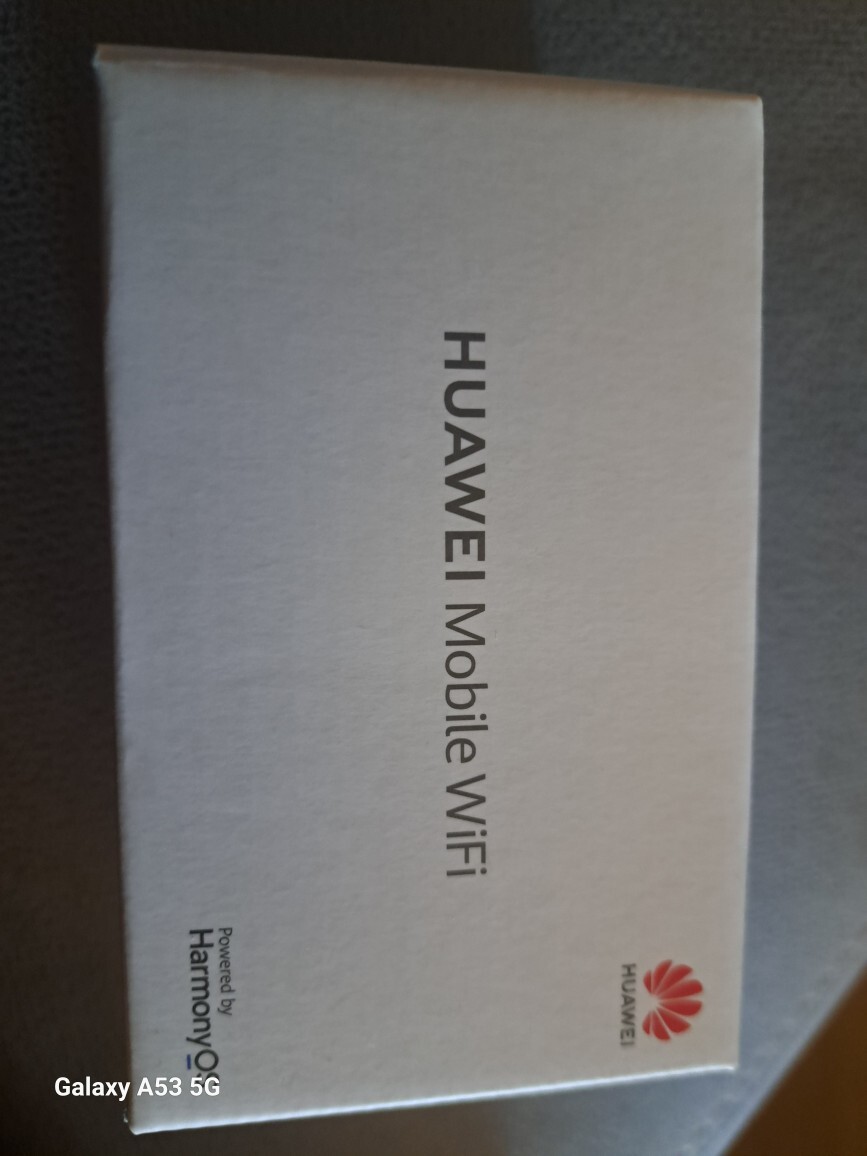 HUAWEI
HUAWEI Mobile WiFi
Powered by
HarmonyOS
Galaxy A53 5G